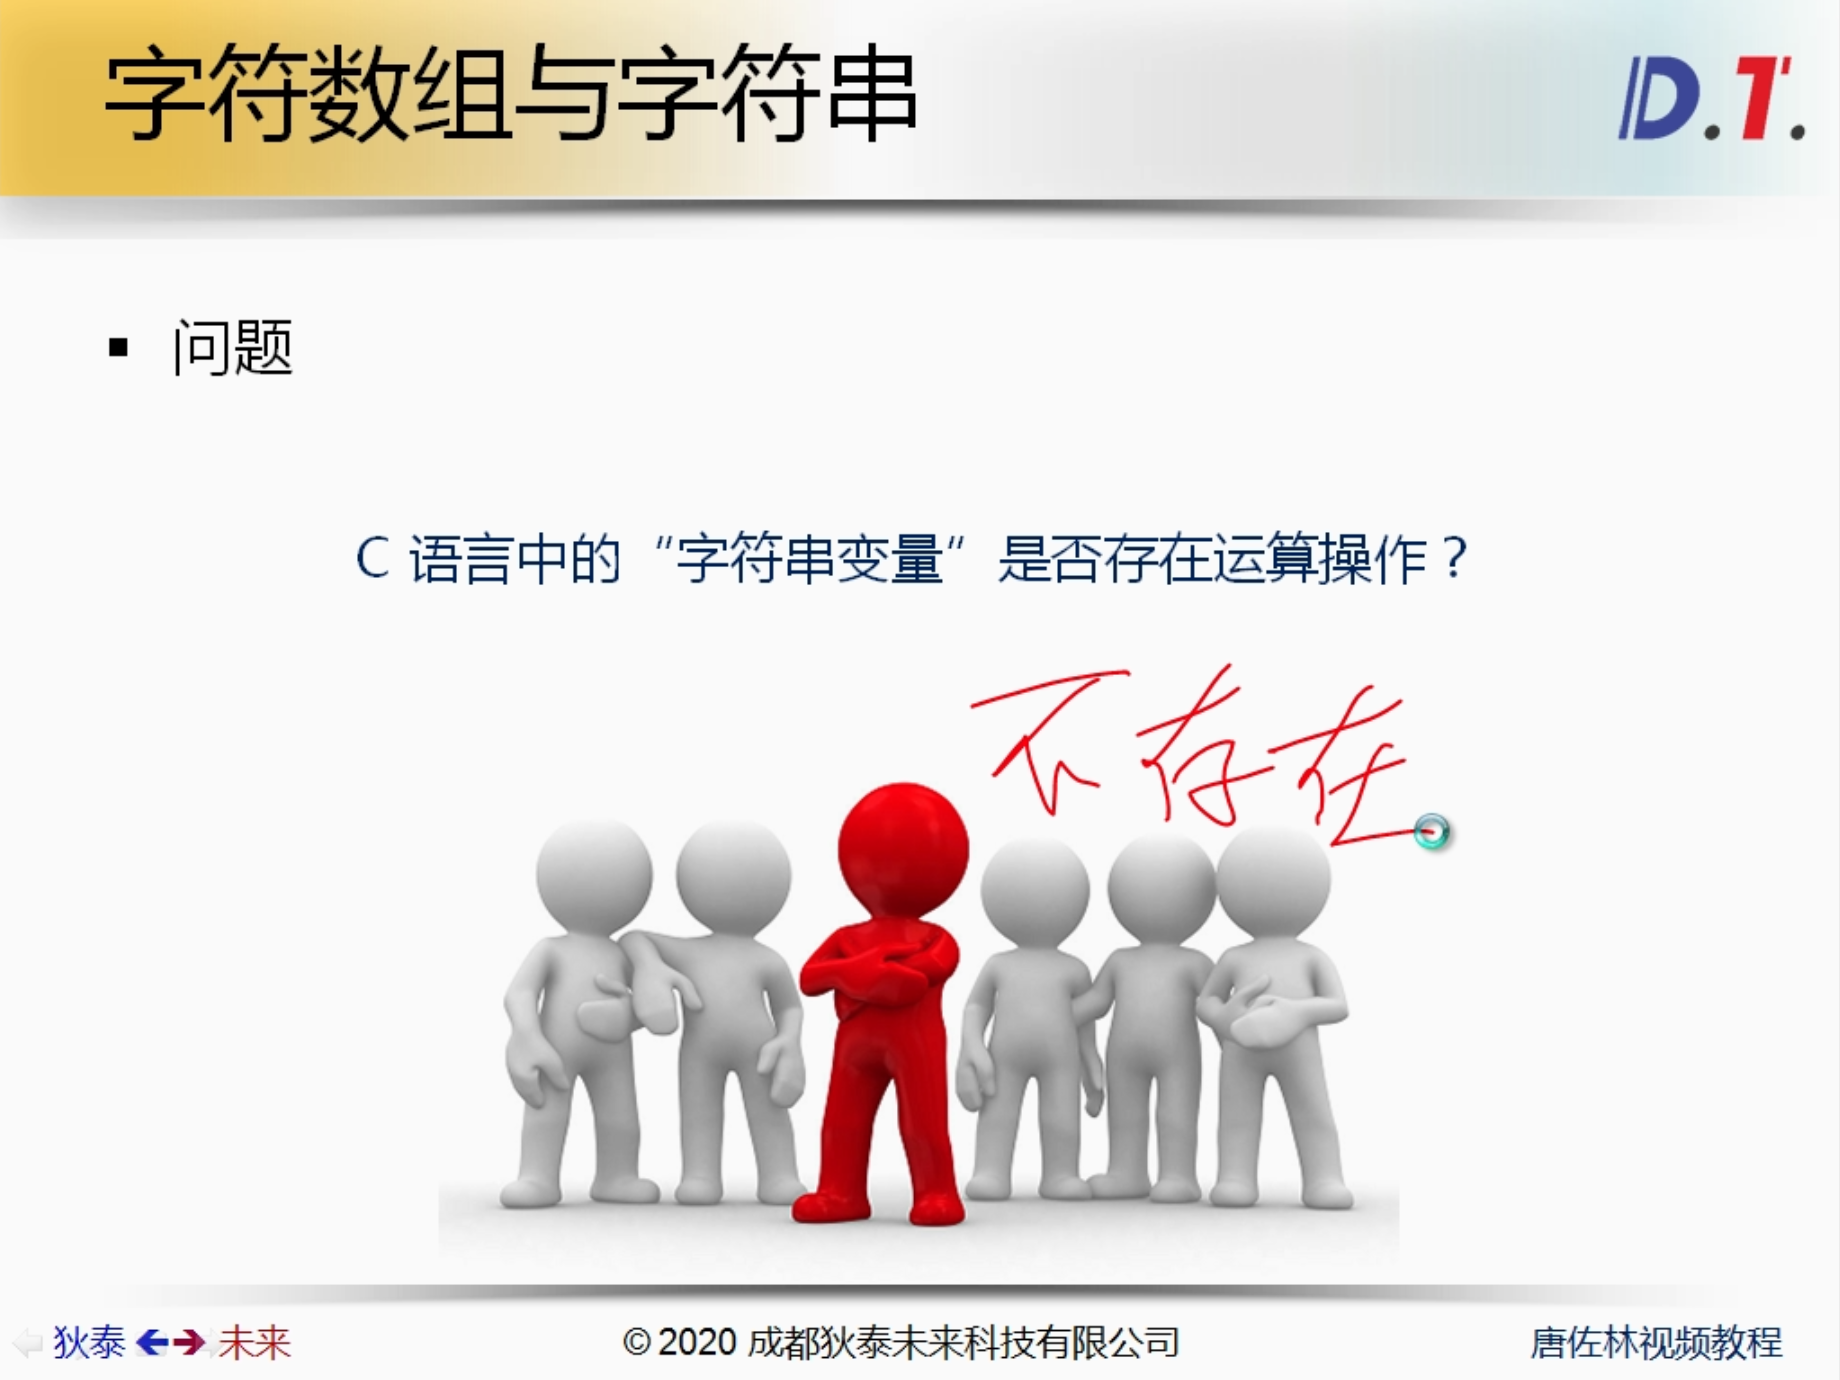 字符数组与字符串
D.T.
▪ 问题
C 语言中的“字符串变量”是否存在运算操作？
不存在
狄泰 未来
© 2020 成都狄泰未来科技有限公司
唐佐林视频教程